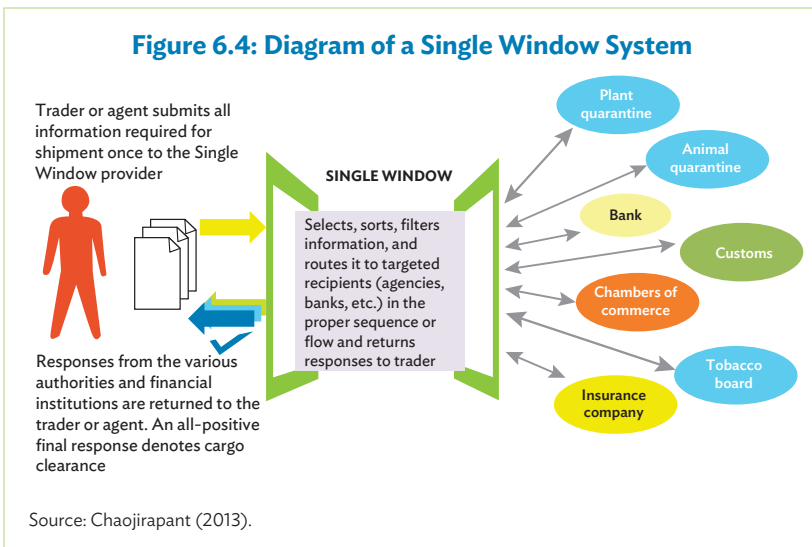 Figure 6.4: Diagram of a Single Window System
Trader or agent submits all
information required for
shipment once to the Single
Window provider
SINGLE WINDOW
Selects, sorts, filters
information, and
routes it to targeted
recipients (agencies,
banks, etc.) in the
proper sequence or
flow and returns
responses to trader
Plant
quarantine
Animal
quarantine
Bank
Customs
Chambers of
commerce
Tobacco
board
Insurance
company
Responses from the various
authorities and financial
institutions are returned to the
trader or agent. An all-positive
final response denotes cargo
clearance
Source: Chaojirapant (2013).